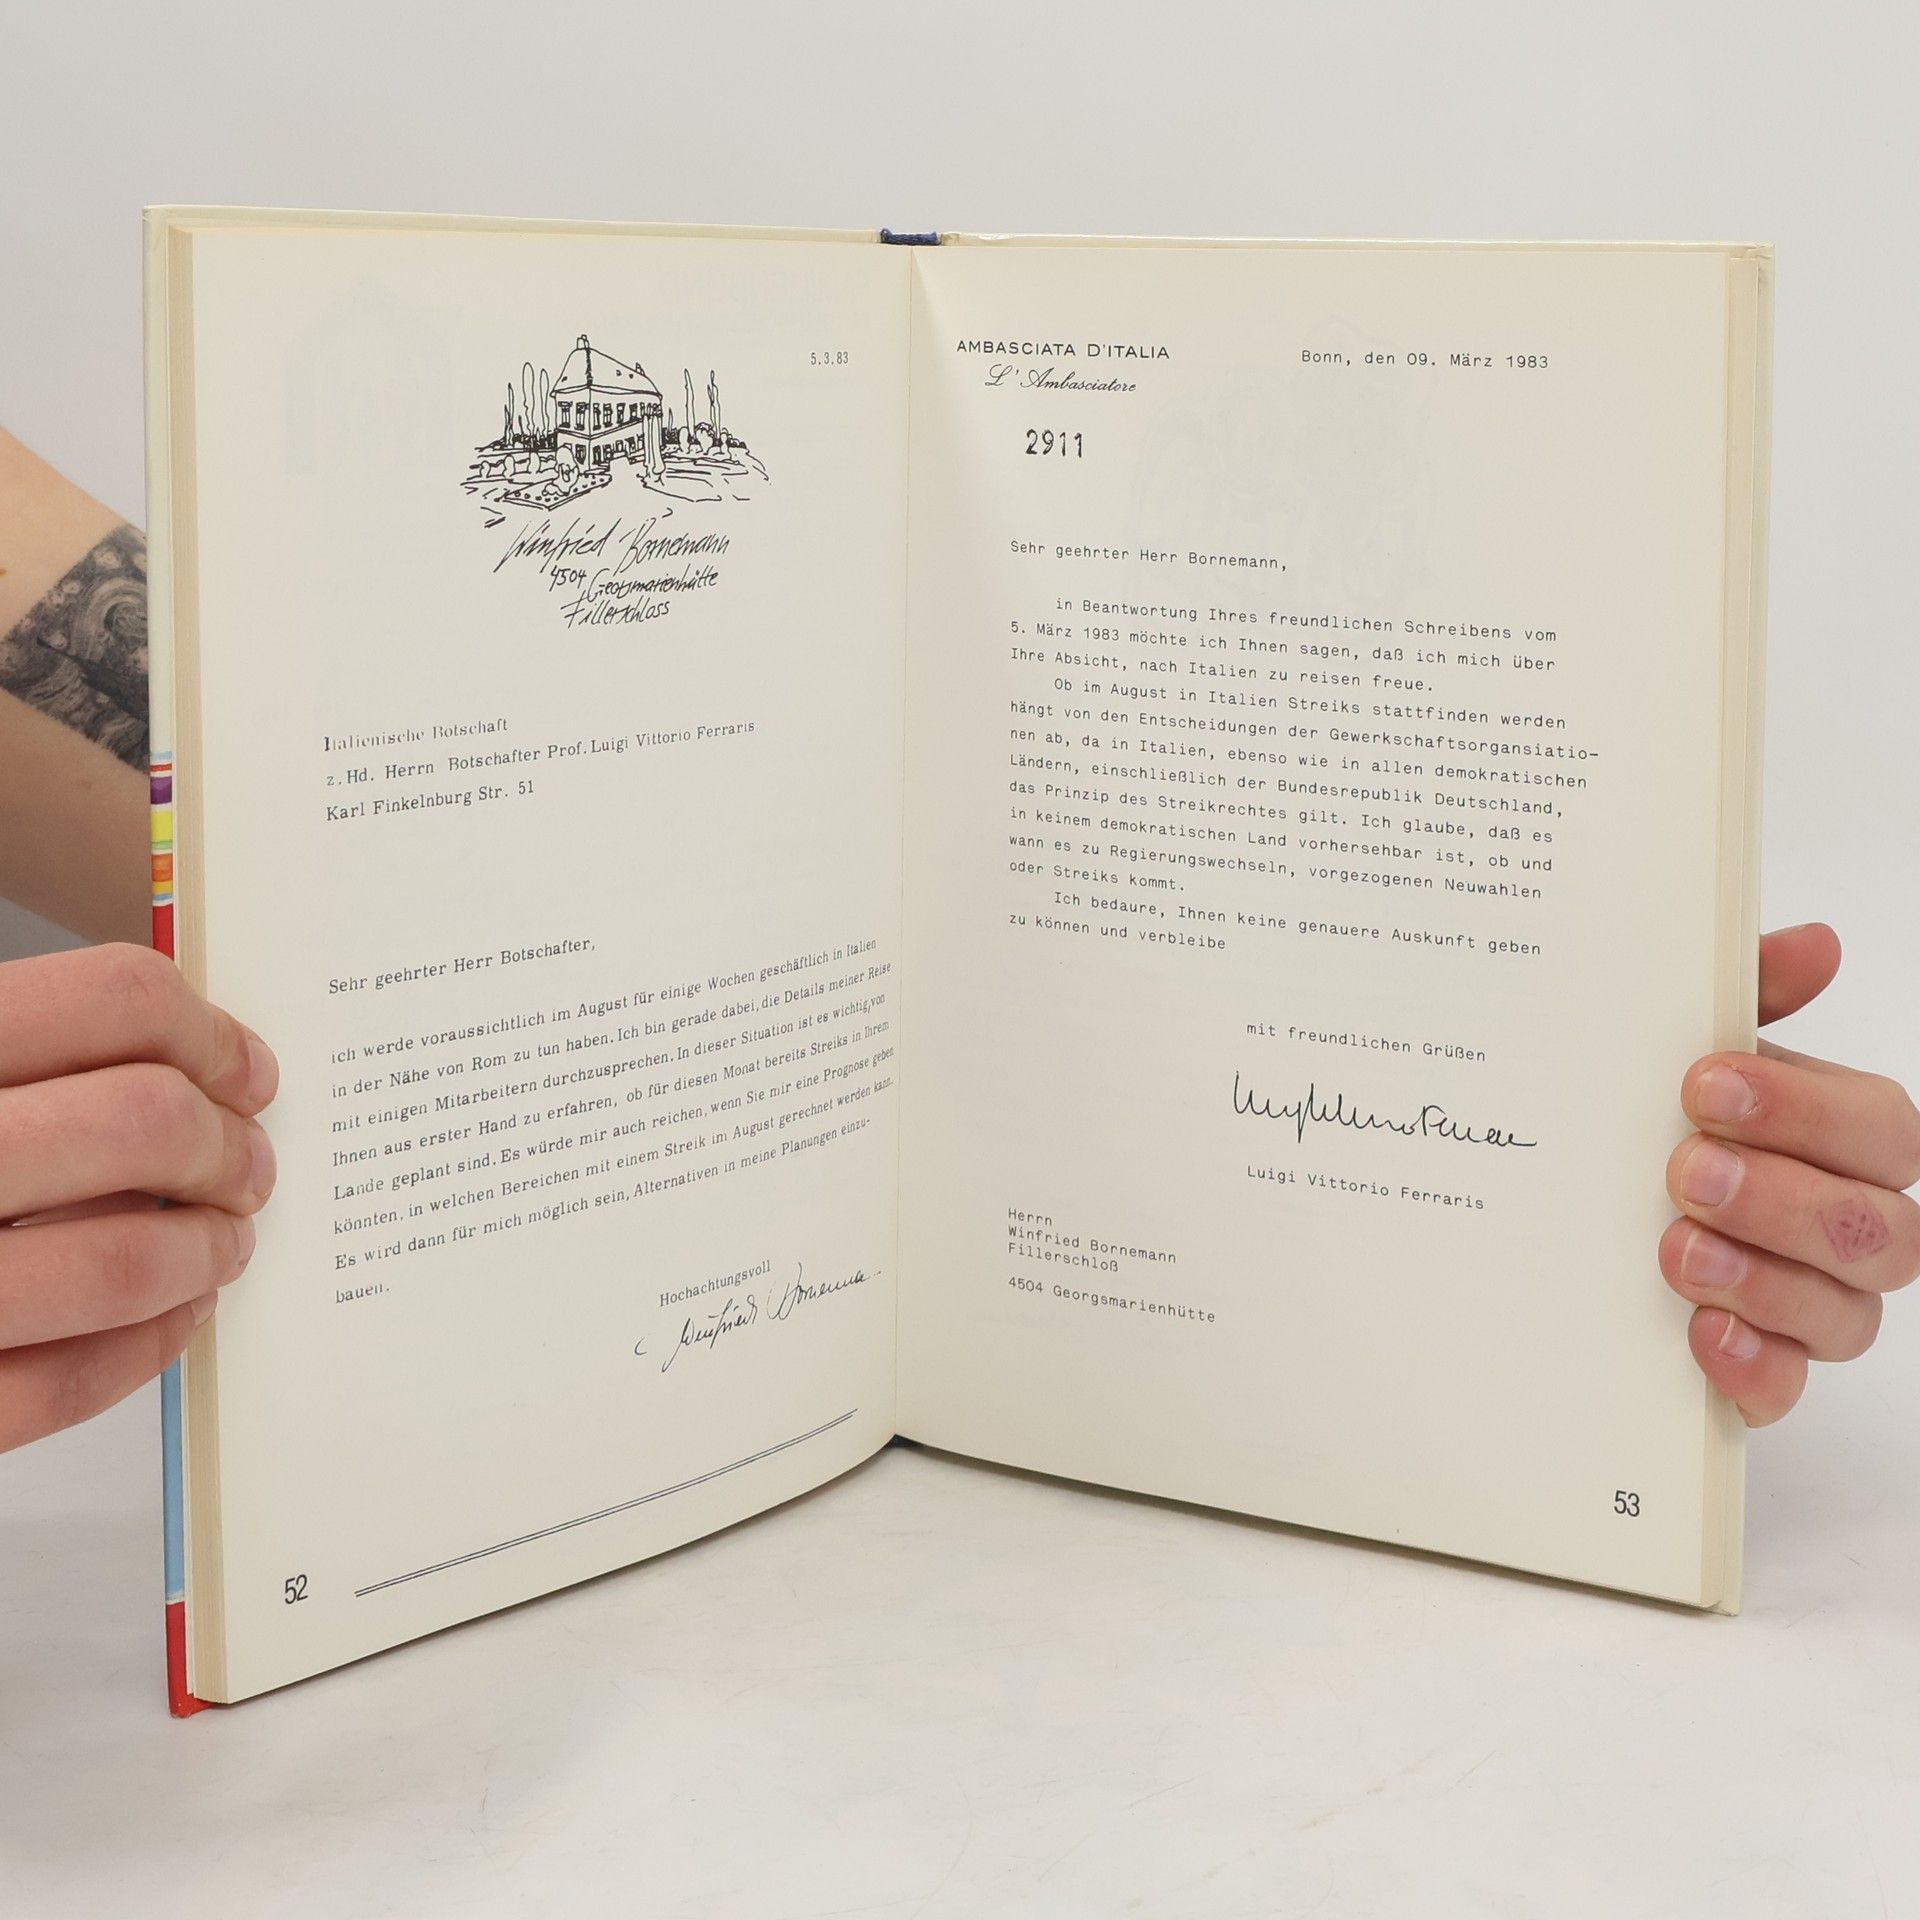 5.3.83
Winfried Bornemann
4504 Georgsmarienhütte
Fillerschloss
Italienische Botschaft
z.Hd. Herrn Botschafter Prof.Luigi Vittorio Ferraris
Karl Finkelnburg Str. 51
Sehr geehrter Herr Botschafter,
ich werde voraussichtlich im August für einige Wochen geschäftlich in Italien
in der Nähe von Rom zu tun haben. Ich bin gerade dabei, die Details meiner Reise
mit einigen Mitarbeitern durchzusprechen. In dieser Situation ist es wichtig, von
Ihnen aus erster Hand zu erfahren, ob für diesen Monat bereits Streiks in Ihrem
Lande geplant sind. Es würde mir auch reichen, wenn Sie mir eine Prognose geben
könnten, in welchen Bereichen mit einem Streik im August gerechnet werden kann.
Es wird dann für mich möglich sein, Alternativen in meine Planungen einzu-
bauen.
Hochachtungsvoll
Winfried Bornemann
52
AMBASCIATA D'ITALIA
L'Ambasciatore
Bonn, den 09. März 1983
2911
Sehr geehrter Herr Bornemann,
in Beantwortung Ihres freundlichen Schreibens vom
5. März 1983 möchte ich Ihnen sagen, daß ich mich über
Ihre Absicht, nach Italien zu reisen freue.
Ob im August in Italien Streiks stattfinden werden
hängt von den Entscheidungen der Gewerkschaftsorgansiatio-
nen ab, da in Italien, ebenso wie in allen demokratischen
Ländern, einschließlich der Bundesrepublik Deutschland,
das Prinzip des Streikrechtes gilt. Ich glaube, daß es
in keinem demokratischen Land vorhersehbar ist, ob und
wann es zu Regierungswechseln, vorgezogenen Neuwahlen
oder Streiks kommt.
Ich bedaure, Ihnen keine genauere Auskunft geben
zu können und verbleibe
mit freundlichen Grüßen
Luigi Vittorio Ferraris
Herrn
Winfried Bornemann
Fillerschloß
4504 Georgsmarienhütte
53